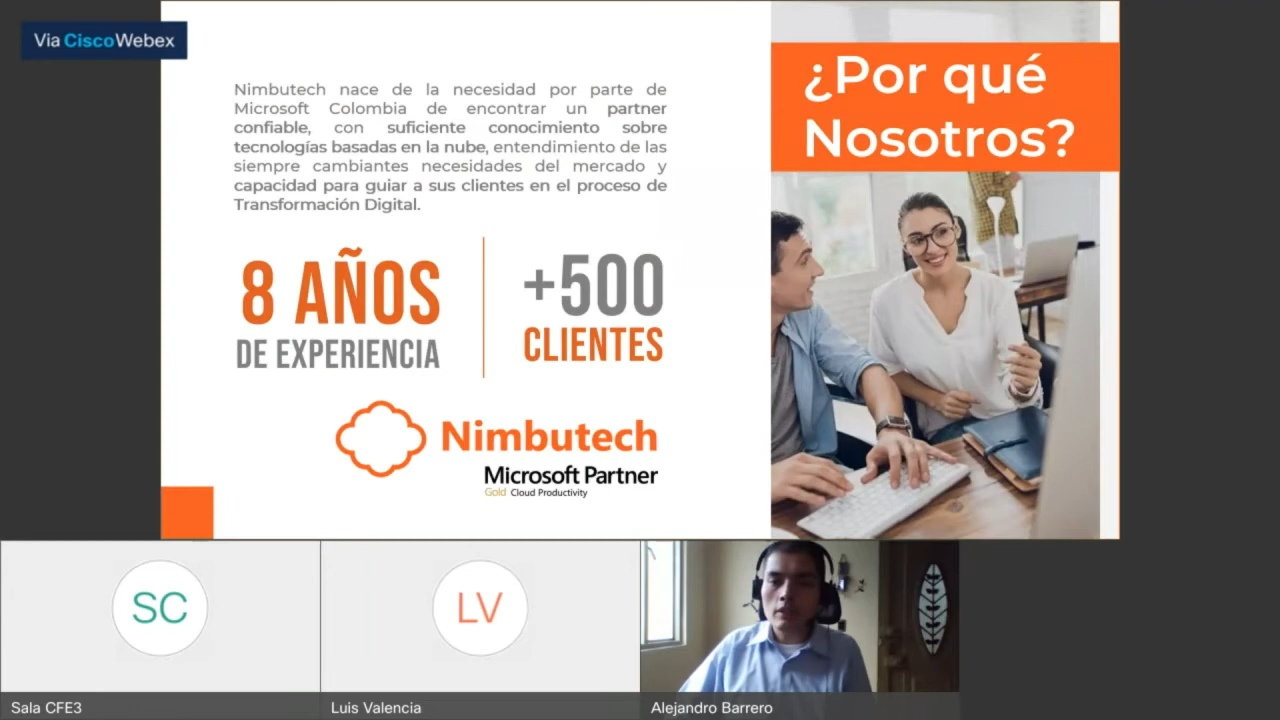 Via Cisco Webex
Nimbutech nace de la necesidad por parte de
Microsoft Colombia de encontrar un partner
confiable, con suficiente conocimiento sobre
tecnologías basadas en la nube, entendimiento de las
siempre cambiantes necesidades del mercado y
capacidad para guiar a sus clientes en el proceso de
Transformación Digital.
8 AÑOS
DE EXPERIENCIA
+500
CLIENTES
Nimbutech
Microsoft Partner
Gold Cloud Productivity
¿Por qué
Nosotros?
SC
LV
Sala CFE3
Luis Valencia
Alejandro Barrero